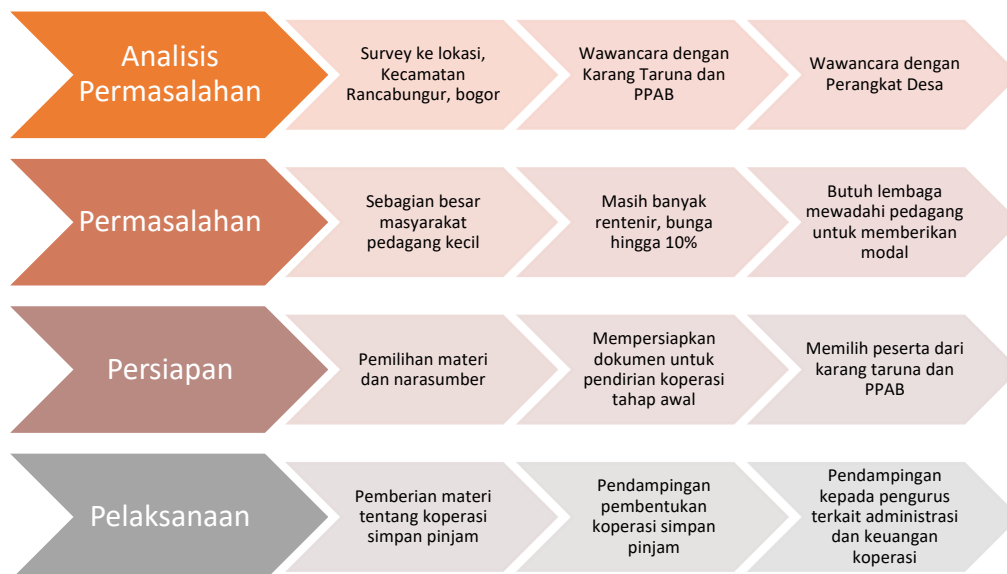 Analisis
Permasalahan
Survey ke lokasi,
Kecamatan
Rancabungur, bogor
Wawancara dengan
Karang Taruna dan
PPAB
Wawancara dengan
Perangkat Desa
Permasalahan
Sebagian besar
masyarakat
pedagang kecil
Masih banyak
rentenir, bunga
hingga 10%
Butuh lembaga
mewadahi pedagang
untuk memberikan
modal
Persiapan
Pemilihan materi
dan narasumber
Mempersiapkan
dokumen untuk
pendirian koperasi
tahap awal
Memilih peserta dari
karang taruna dan
PPAB
Pelaksanaan
Pemberian materi
tentang koperasi
simpan pinjam
Pendampingan
pembentukan
koperasi simpan
pinjam
Pendampingan
kepada pengurus
terkait administrasi
dan keuangan
koperasi